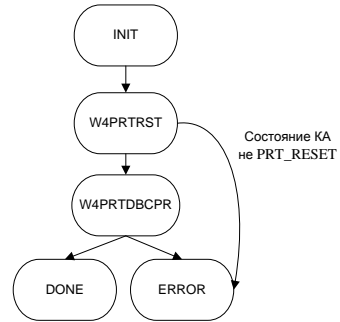 INIT
W4PRTRST
Состояние КА
не PRT_RESET
W4PRTDBCPR
DONE
ERROR